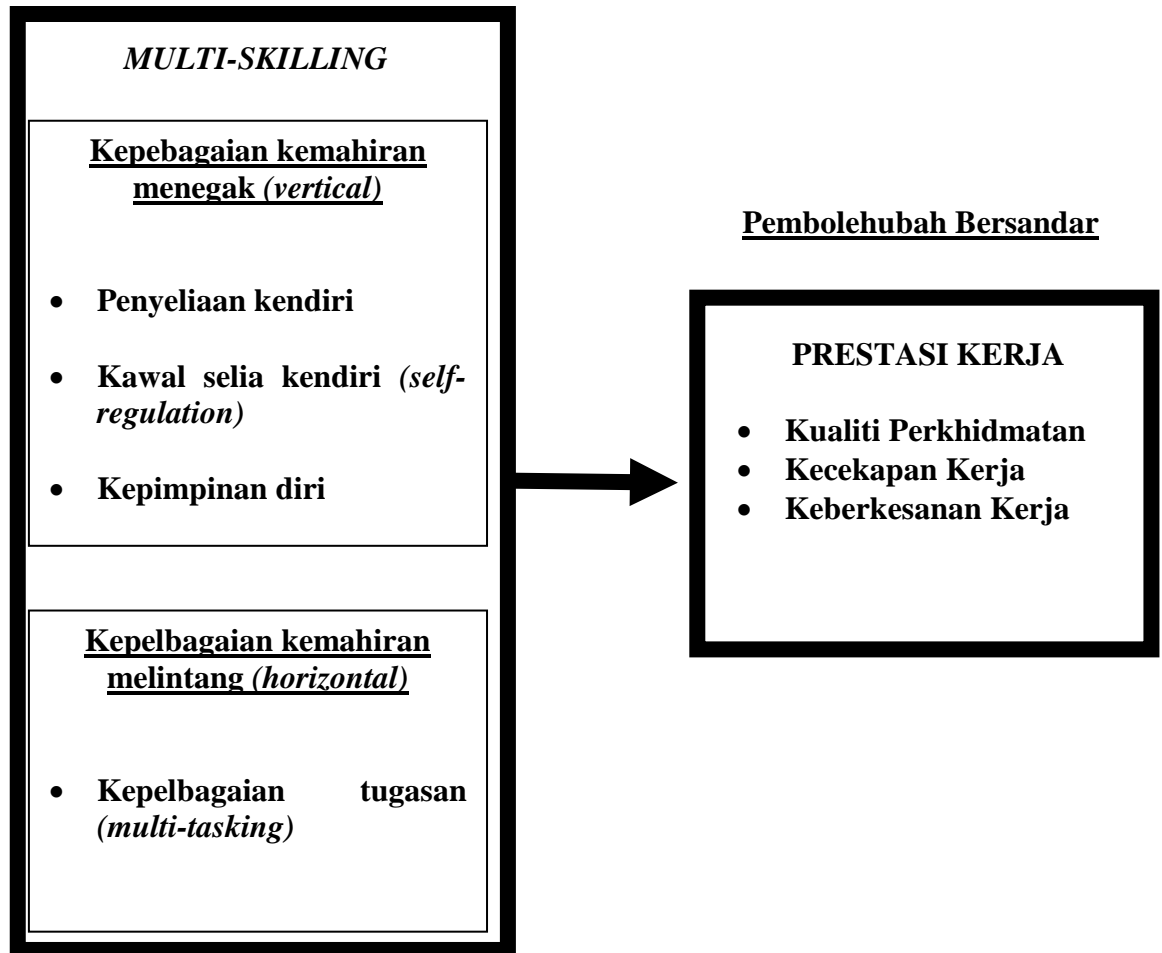 MULTI-SKILLING
Kepebagaian kemahiran
menegak (vertical)
• Penyeliaan kendiri
• Kawal selia kendiri (self-
regulation)
• Kepimpinan diri
Kepelbagaian kemahiran
melintang (horizontal)
• Kepelbagaian tugasan
(multi-tasking)
Pembolehubah Bersandar
PRESTASI KERJA
• Kualiti Perkhidmatan
• Kecekapan Kerja
• Keberkesanan Kerja